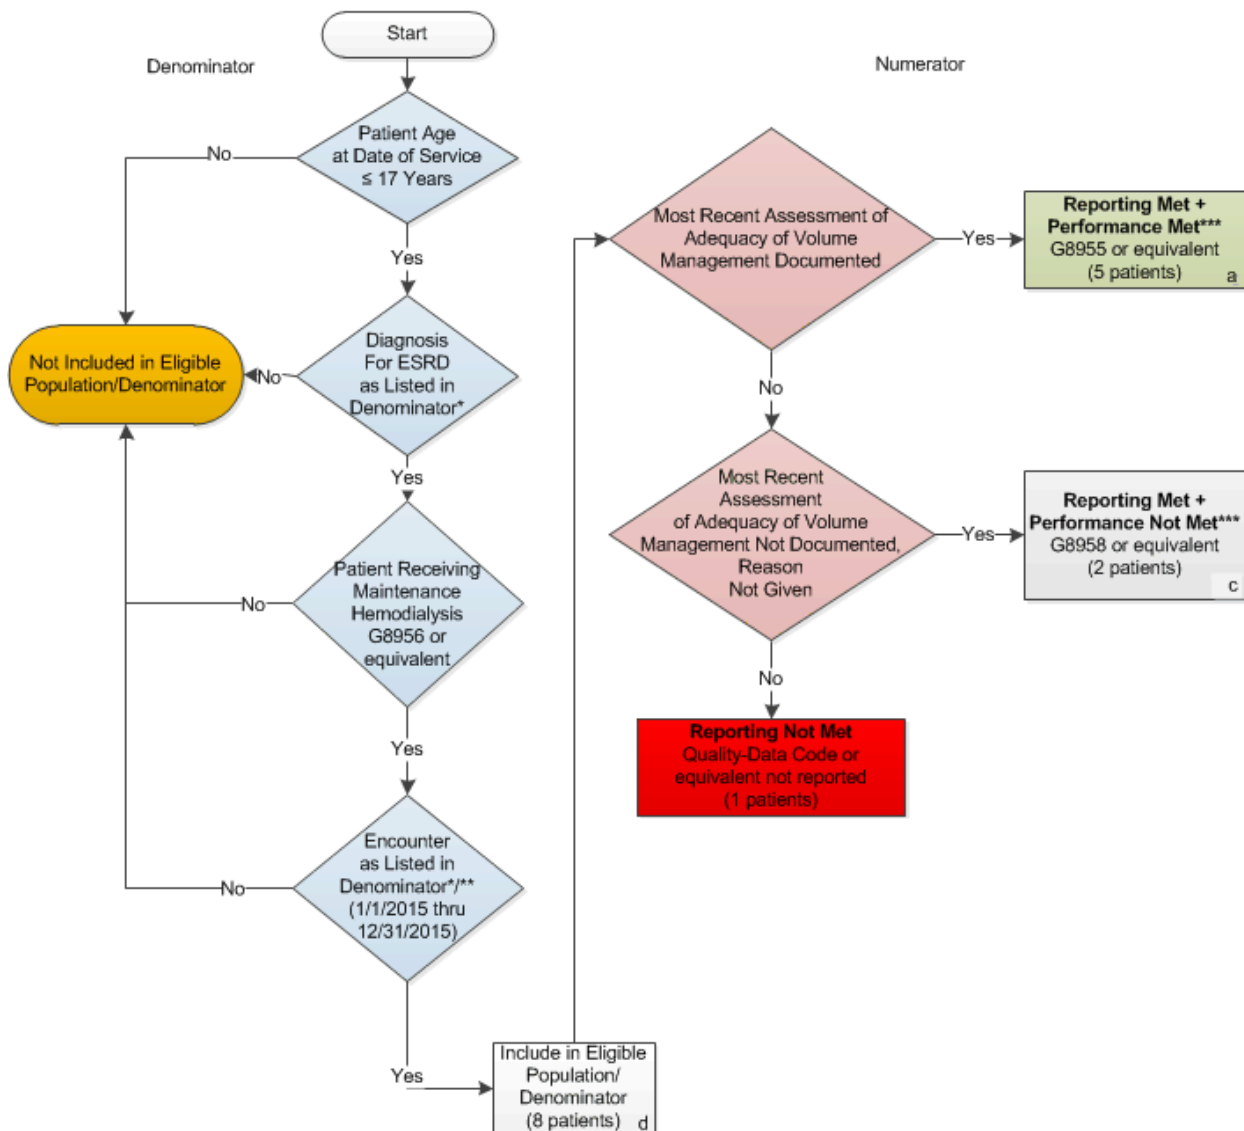 Start
Denominator
Numerator
Patient Age
at Date of Service
≤ 17 Years
No
Yes
Diagnosis
For ESRD
as Listed in
Denominator*
No
Not Included in Eligible
Population/Denominator
Yes
Patient Receiving
Maintenance
Hemodialysis
G8956 or
equivalent
No
Yes
Encounter
as Listed in
Denominator*/**
(1/1/2015 thru
12/31/2015)
No
Yes
Include in Eligible
Population/
Denominator
(8 patients)
d
Most Recent Assessment of
Adequacy of Volume
Management Documented
Yes
Reporting Met +
Performance Met***
G8955 or equivalent
(5 patients)
a
No
Most Recent
Assessment
of Adequacy of Volume
Management Not Documented,
Reason
Not Given
Yes
Reporting Met +
Performance Not Met***
G8958 or equivalent
(2 patients)
c
No
Reporting Not Met
Quality-Data Code or
equivalent not reported
(1 patients)